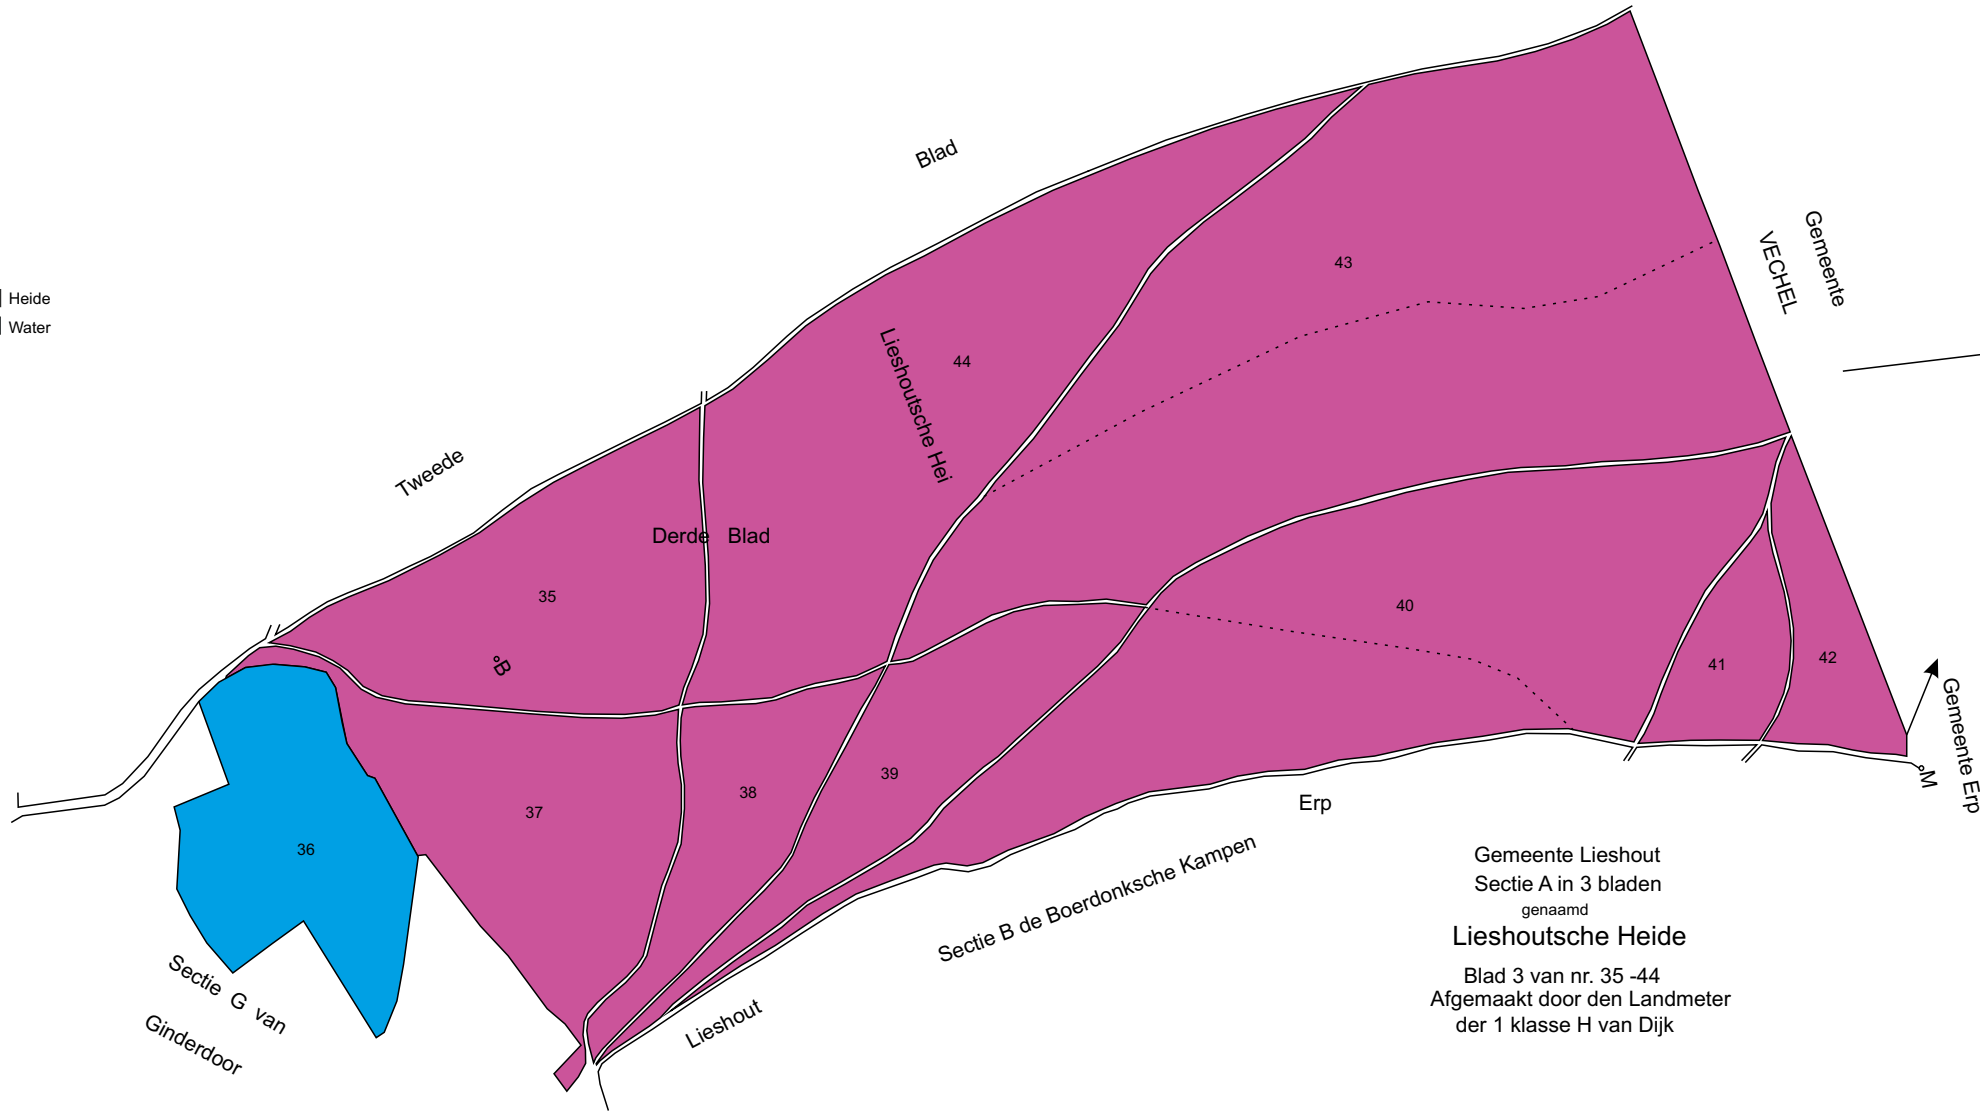 Blad
Gemeente
VECHEL
43
Heide
Water
Lieshoutsche Hei
44
Tweede
Derde Blad
35
40
°B
41
42
Gemeente Erp
°M
39
38
37
Erp
36
Sectie B de Boerdonksche Kampen
Sectie G van
Ginderdoor
Lieshout
Gemeente Lieshout
Sectie A in 3 bladen
genaamd
Lieshoutsche Heide
Blad 3 van nr. 35 -44
Afgemaakt door den Landmeter
der 1 klasse H van Dijk